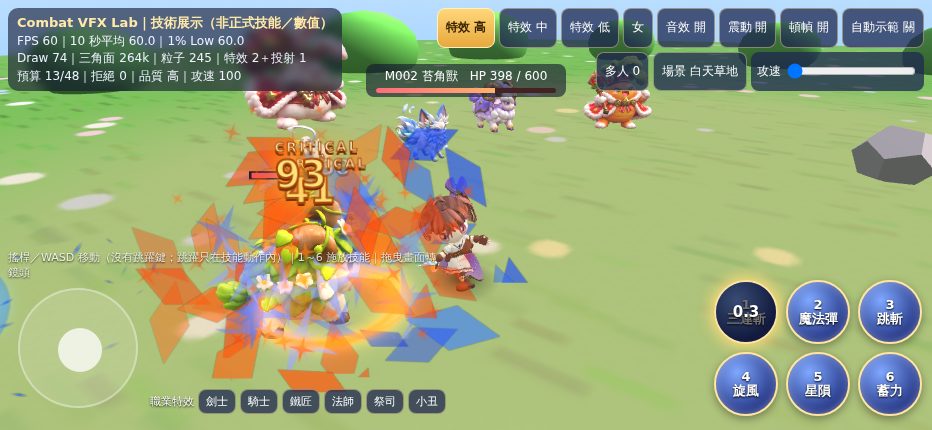 Combat VFX Lab｜技術展示（非正式技能／數值）
FPS 60｜10 秒平均 60.0｜1% Low 60.0
Draw 74｜三角面 264k｜粒子 245｜特效 2＋投射 1
預算 13/48｜拒絕 0｜品質 高｜攻速 100
特效 高
特效 中
特效 低
女
音效 開
震動 開
頓幀 開
自動示範 關
多人 0
場景 白天草地
攻速
M002 苔角獸 HP 398 / 600
CRITICAL
93
41
搖桿／WASD 移動（沒有跳躍鍵；跳躍只在技能動作內）｜1～6 施放技能｜拖曳畫面轉
鏡頭
1
三連斬
0.3
2
魔法彈
3
跳斬
4
旋風
5
星隕
6
蓄力
職業特效
劍士
騎士
鐵匠
法師
祭司
小丑